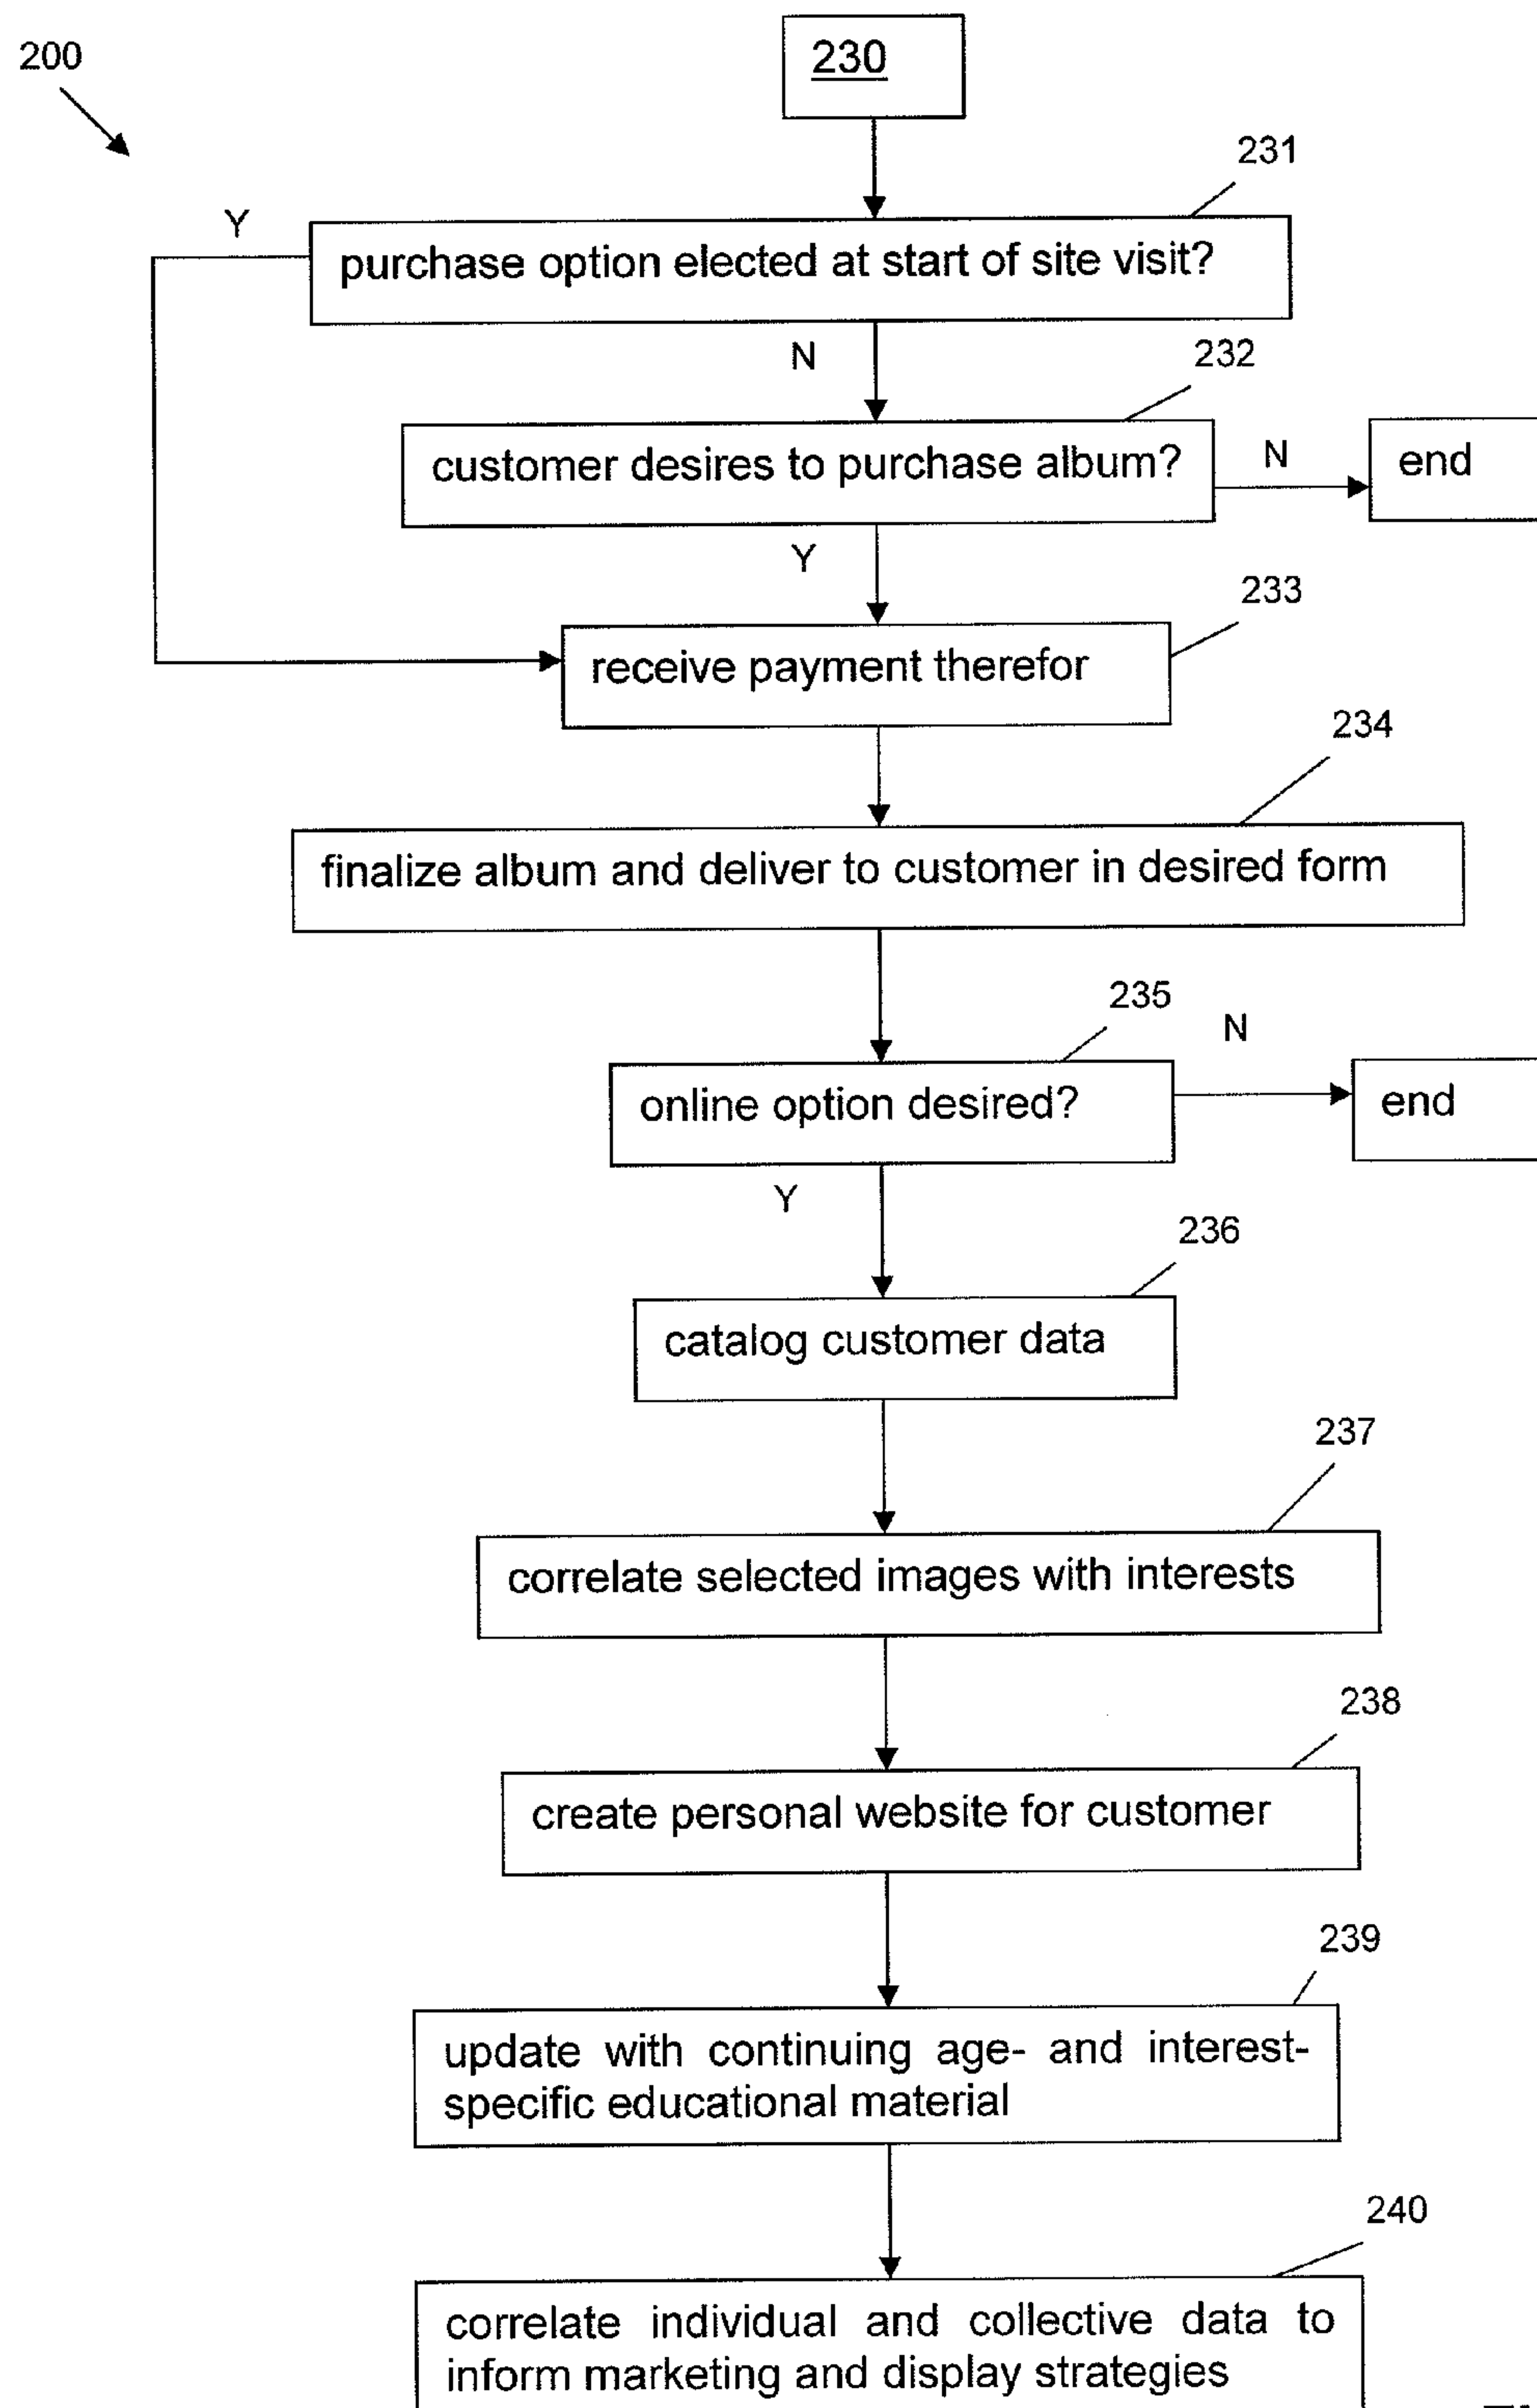 200
230
231
Y
purchase option elected at start of site visit?
N
232
customer desires to purchase album?
N
end
Y
233
receive payment therefor
234
finalize album and deliver to customer in desired form
235
N
online option desired?
end
Y
236
catalog customer data
237
correlate selected images with interests
238
create personal website for customer
239
update with continuing age- and interest-
specific educational material
240
correlate individual and collective data to
inform marketing and display strategies